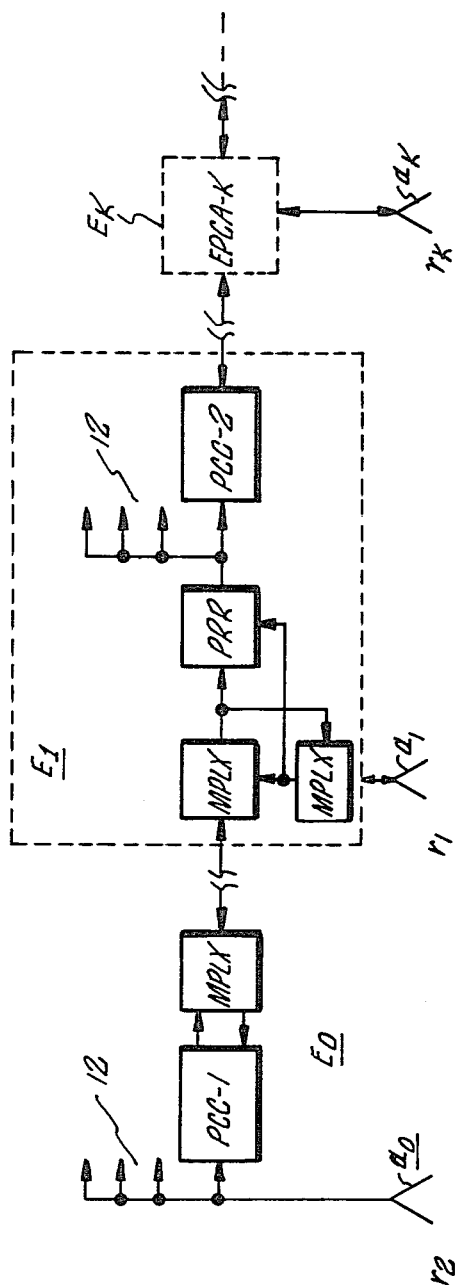 12
PCC-1
MPLX
E0
a0
r2
E1
MPLX
PRR
12
PCC-2
MPLX
a1
r1
EK
EPCA-K
aK
rK